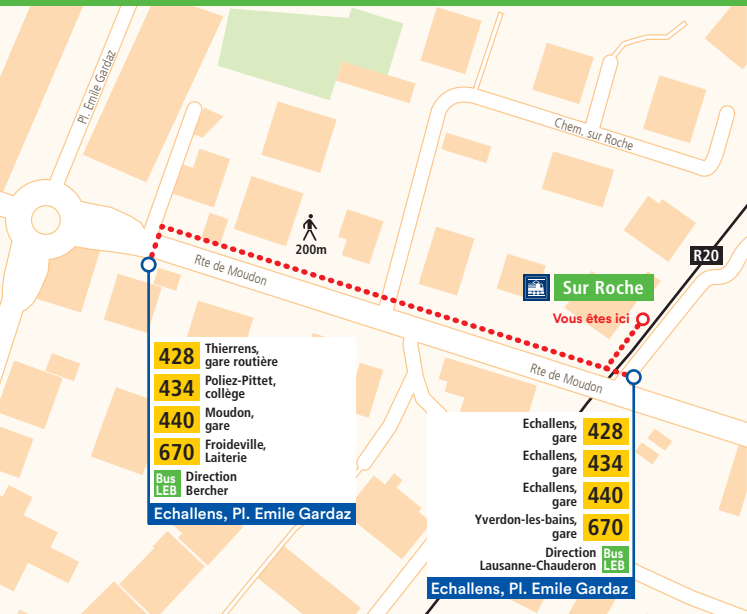 Pl. Emile Gardaz
Chem. sur Roche
200m
R20
Rte de Moudon
Sur Roche
Vous êtes ici
Rte de Moudon
428 Thierrens,
gare routière
434 Poliez-Pittet,
collège
440 Moudon,
gare
670 Froideville,
Laiterie
Bus Direction
LEB Bercher
Echallens, Pl. Emile Gardaz
Echallens,
gare 428
Echallens,
gare 434
Echallens,
gare 440
Yverdon-les-bains,
gare 670
Direction Bus
Lausanne-Chauderon LEB
Echallens, Pl. Emile Gardaz